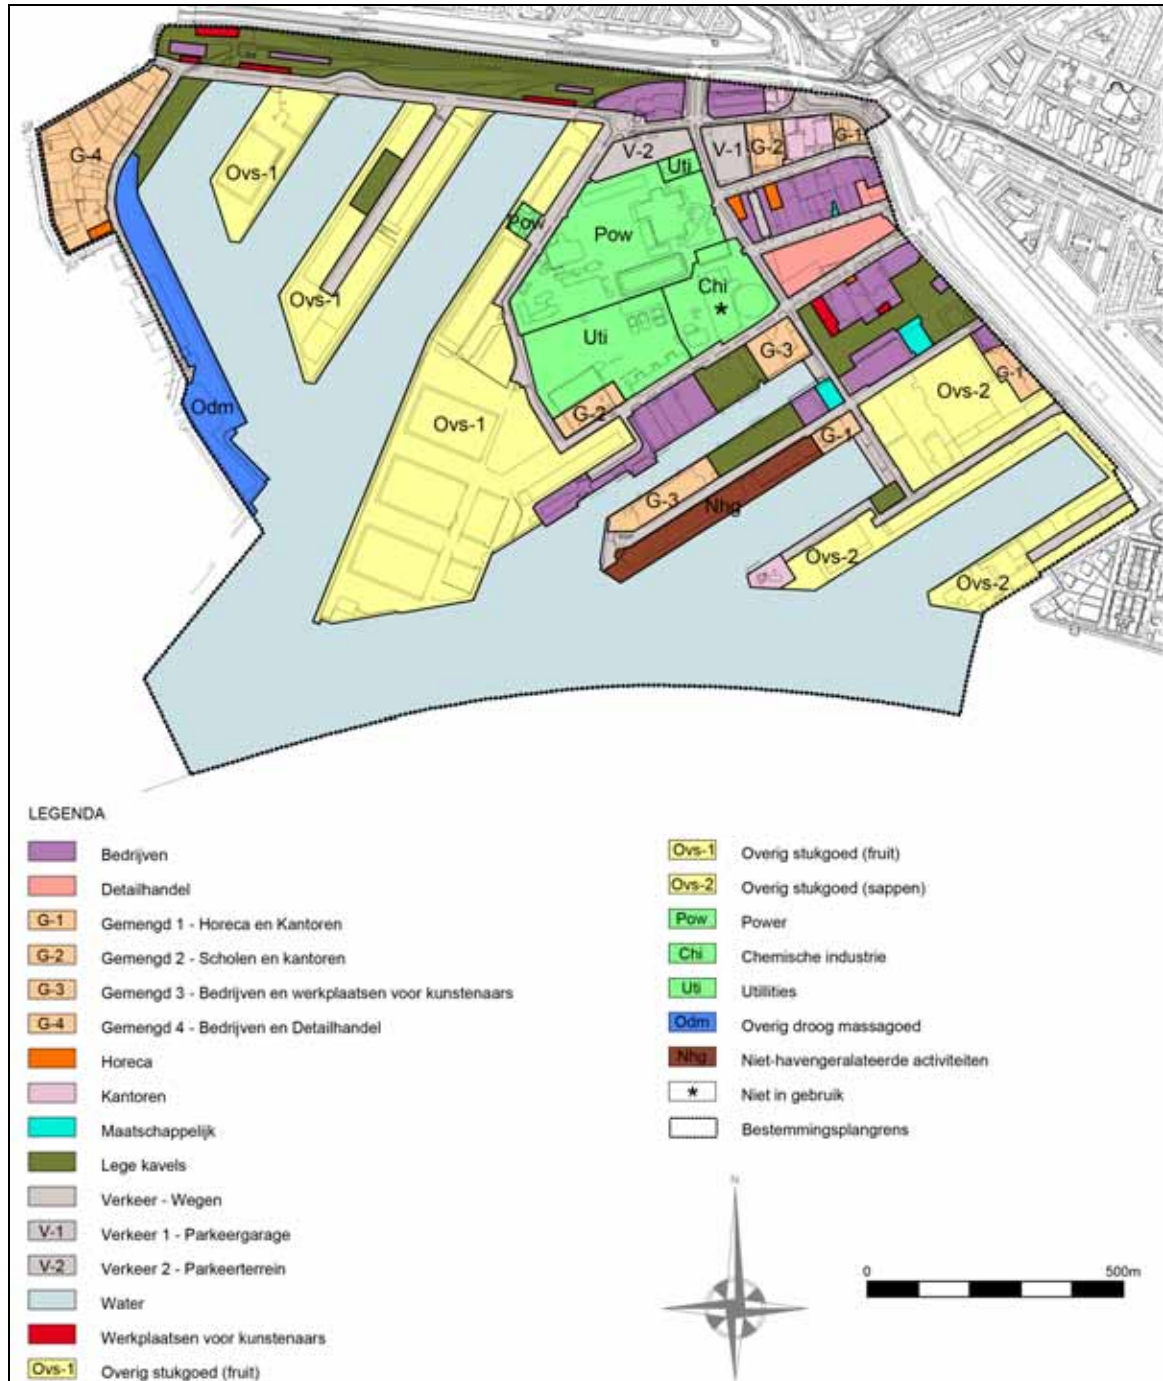 G-4
Ovs-1
Ovs-1
Ovs-1
Odm
V-2
Uti
V-1
G-2
G-1
Pow
Pow
Chi
*
Uti
G-3
G-2
G-1
Ovs-2
G-1
G-3
Nhg
Ovs-2
Ovs-2
LEGENDA
Bedrijven
Detailhandel
G-1 Gemengd 1 - Horeca en Kantoren
G-2 Gemengd 2 - Scholen en kantoren
G-3 Gemengd 3 - Bedrijven en werkplaatsen voor kunstenaars
G-4 Gemengd 4 - Bedrijven en Detailhandel
Horeca
Kantoren
Maatschappelijk
Lege kavels
Verkeer - Wegen
V-1 Verkeer 1 - Parkeergarage
V-2 Verkeer 2 - Parkeerterrein
Water
Werkplaatsen voor kunstenaars
Ovs-1 Overig stukgoed (fruit)
Ovs-1 Overig stukgoed (fruit)
Ovs-2 Overig stukgoed (sappen)
Pow Power
Chi Chemische industrie
Uti Utillities
Odm Overig droog massagoed
Nhg Niet-havengeralateerde activiteiten
* Niet in gebruik
Bestemmingsplangrens
N
0 500m